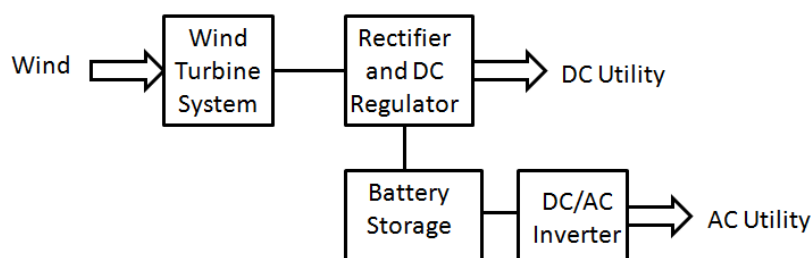 Wind
Wind
Turbine
System
Rectifier
and DC
Regulator
DC Utility
Battery
Storage
DC/AC
Inverter
AC Utility